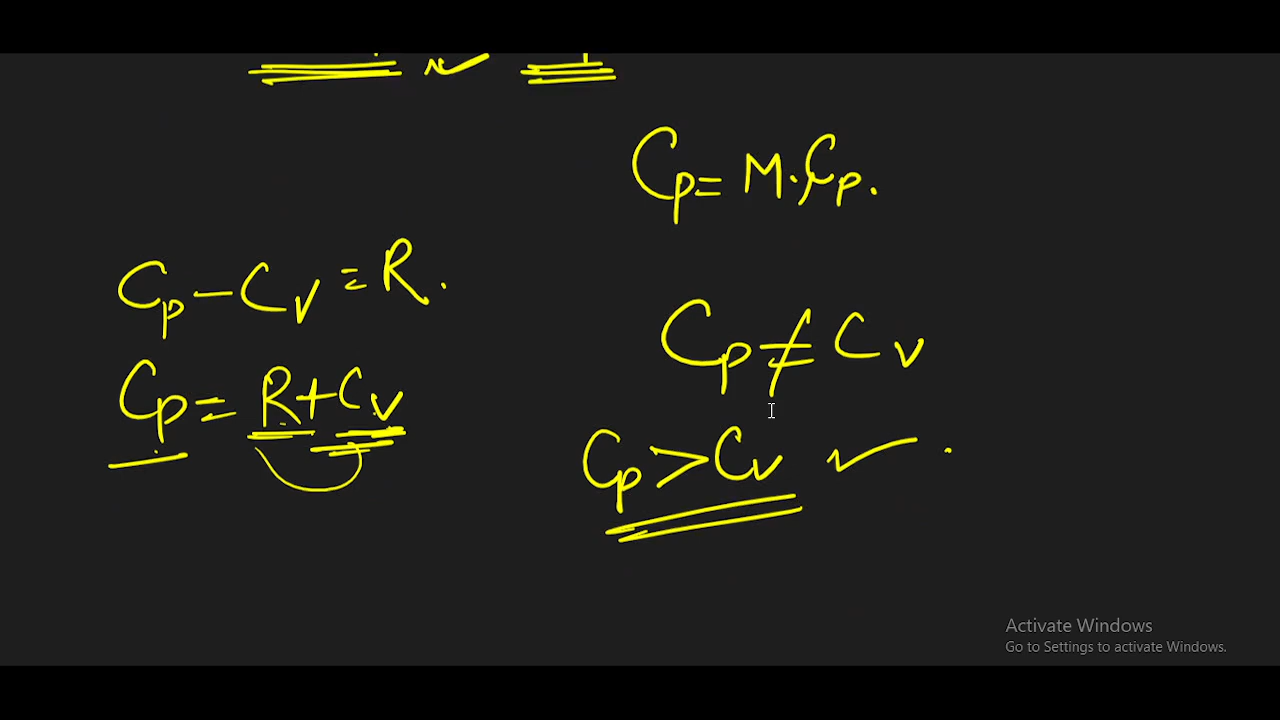 Cp = M.Cp.
Cp - Cv = R.
Cp ≠ Cv
Cp = R + Cv
Cp > Cv ✓.
Activate Windows
Go to Settings to activate Windows.